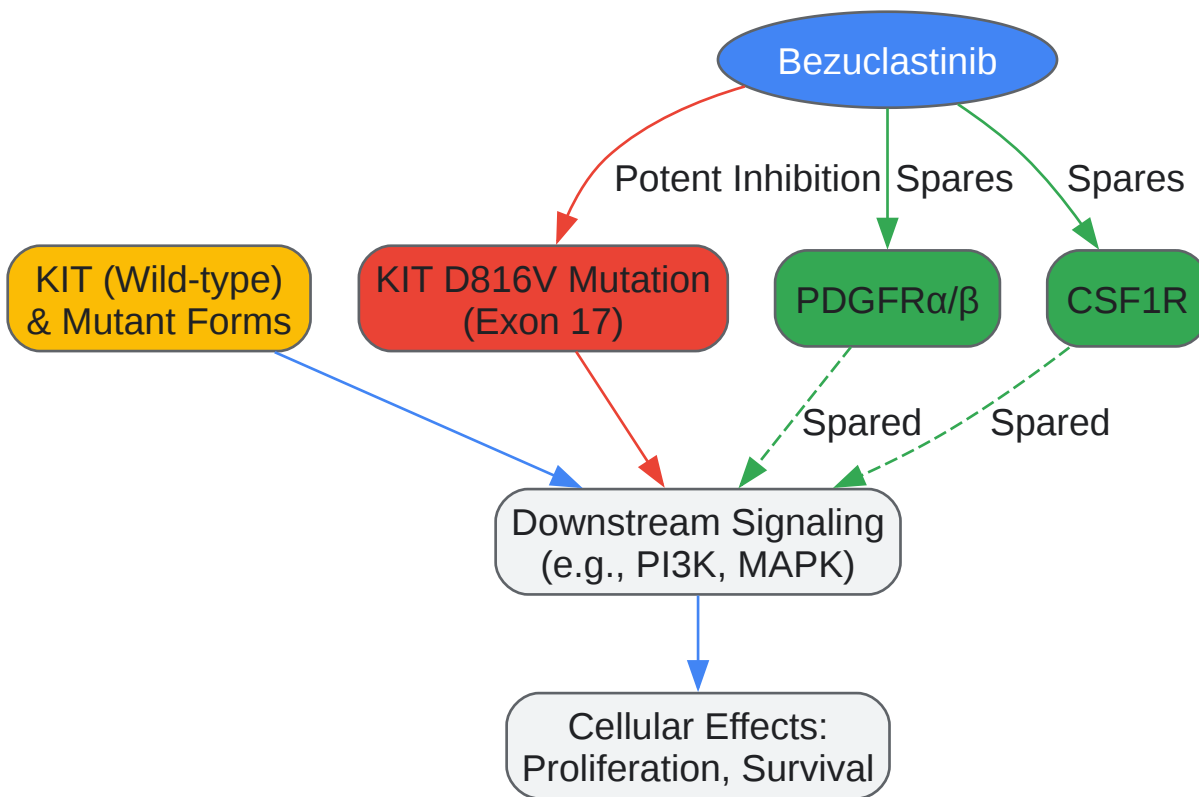 Bezuclastinib
Potent Inhibition
Spares
Spares
KIT (Wild-type)
& Mutant Forms
KIT D816V Mutation
(Exon 17)
PDGFRα/β
CSF1R
Spared
Spared
Downstream Signaling
(e.g., PI3K, MAPK)
Cellular Effects:
Proliferation, Survival